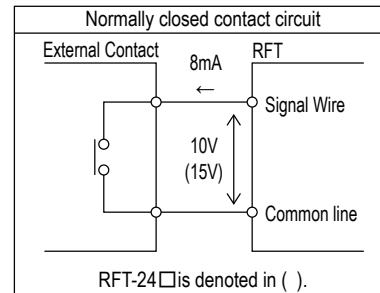 Normally closed contact circuit
External Contact
8mA
RFT
←
Signal Wire
10V
(15V)
Common line
RFT-24□is denoted in ( ).